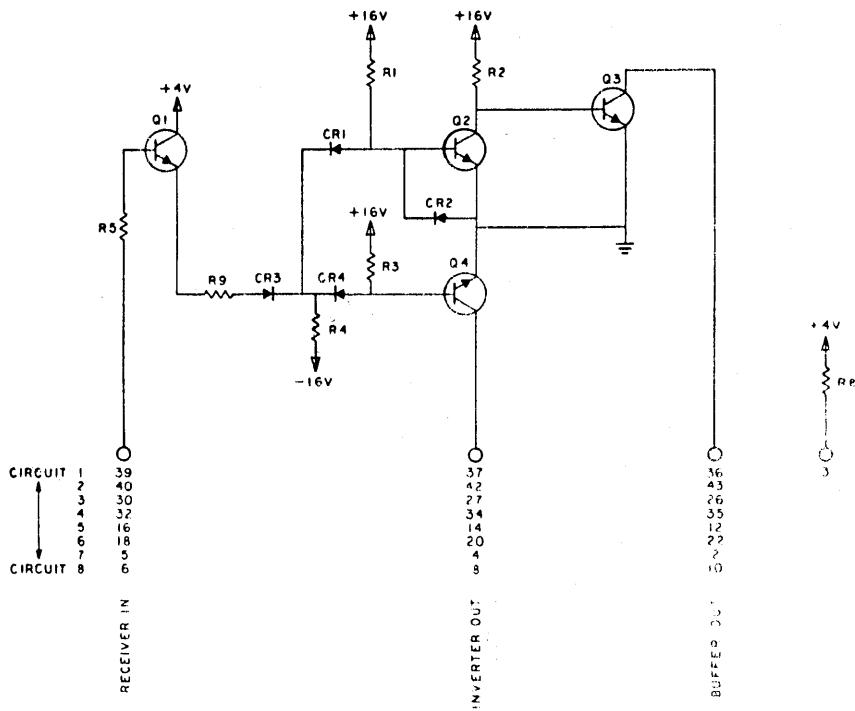 +16V +16V
R1 R2 Q3
+4V
Q1 Q2
CR1
CR2
R5 +16V
R9 CR3 CR4 R3 Q4
R4
-16V
+4V
R8
CIRCUIT 1 39 37 36 3
2 40 42 43
3 30 27 26
4 32 34 35
5 16 14 12
6 18 20 22
7 5 4 2
CIRCUIT 8 6 8 10
RECEIVER IN
INVERTER OUT
BUFFER OUT